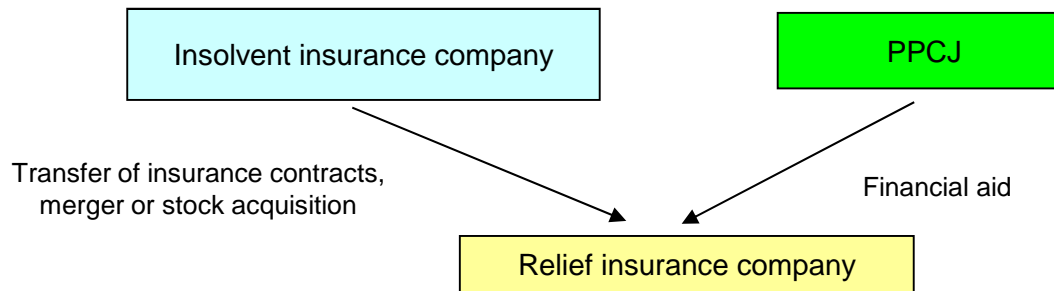 Insolvent insurance company
PPCJ
Transfer of insurance contracts,
merger or stock acquisition
Financial aid
Relief insurance company